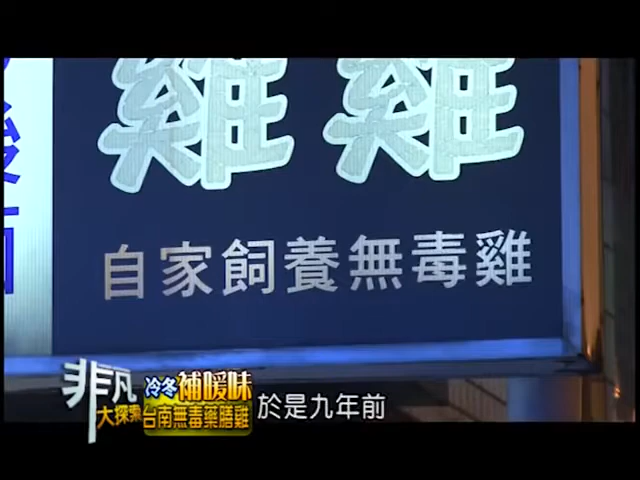 雞 雞
自家飼養無毒雞
非凡
大探索
冷冬補暖味
台南無毒藥膳雞
於是九年前